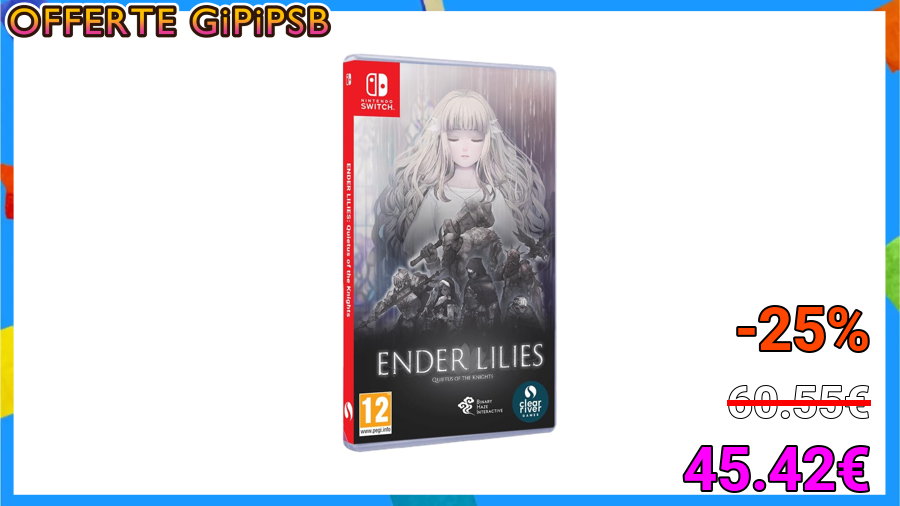 OFFERTE GiPiPSB
NINTENDO
SWITCH.
ENDER LILIES: Quietus of the Knights
ENDER LILIES
QUIETUS OF THE KNIGHTS
12
www.pegi.info
BINARY
HAZE
INTERACTIVE
clear
river
GAMES
-25%
60.55€
45.42€